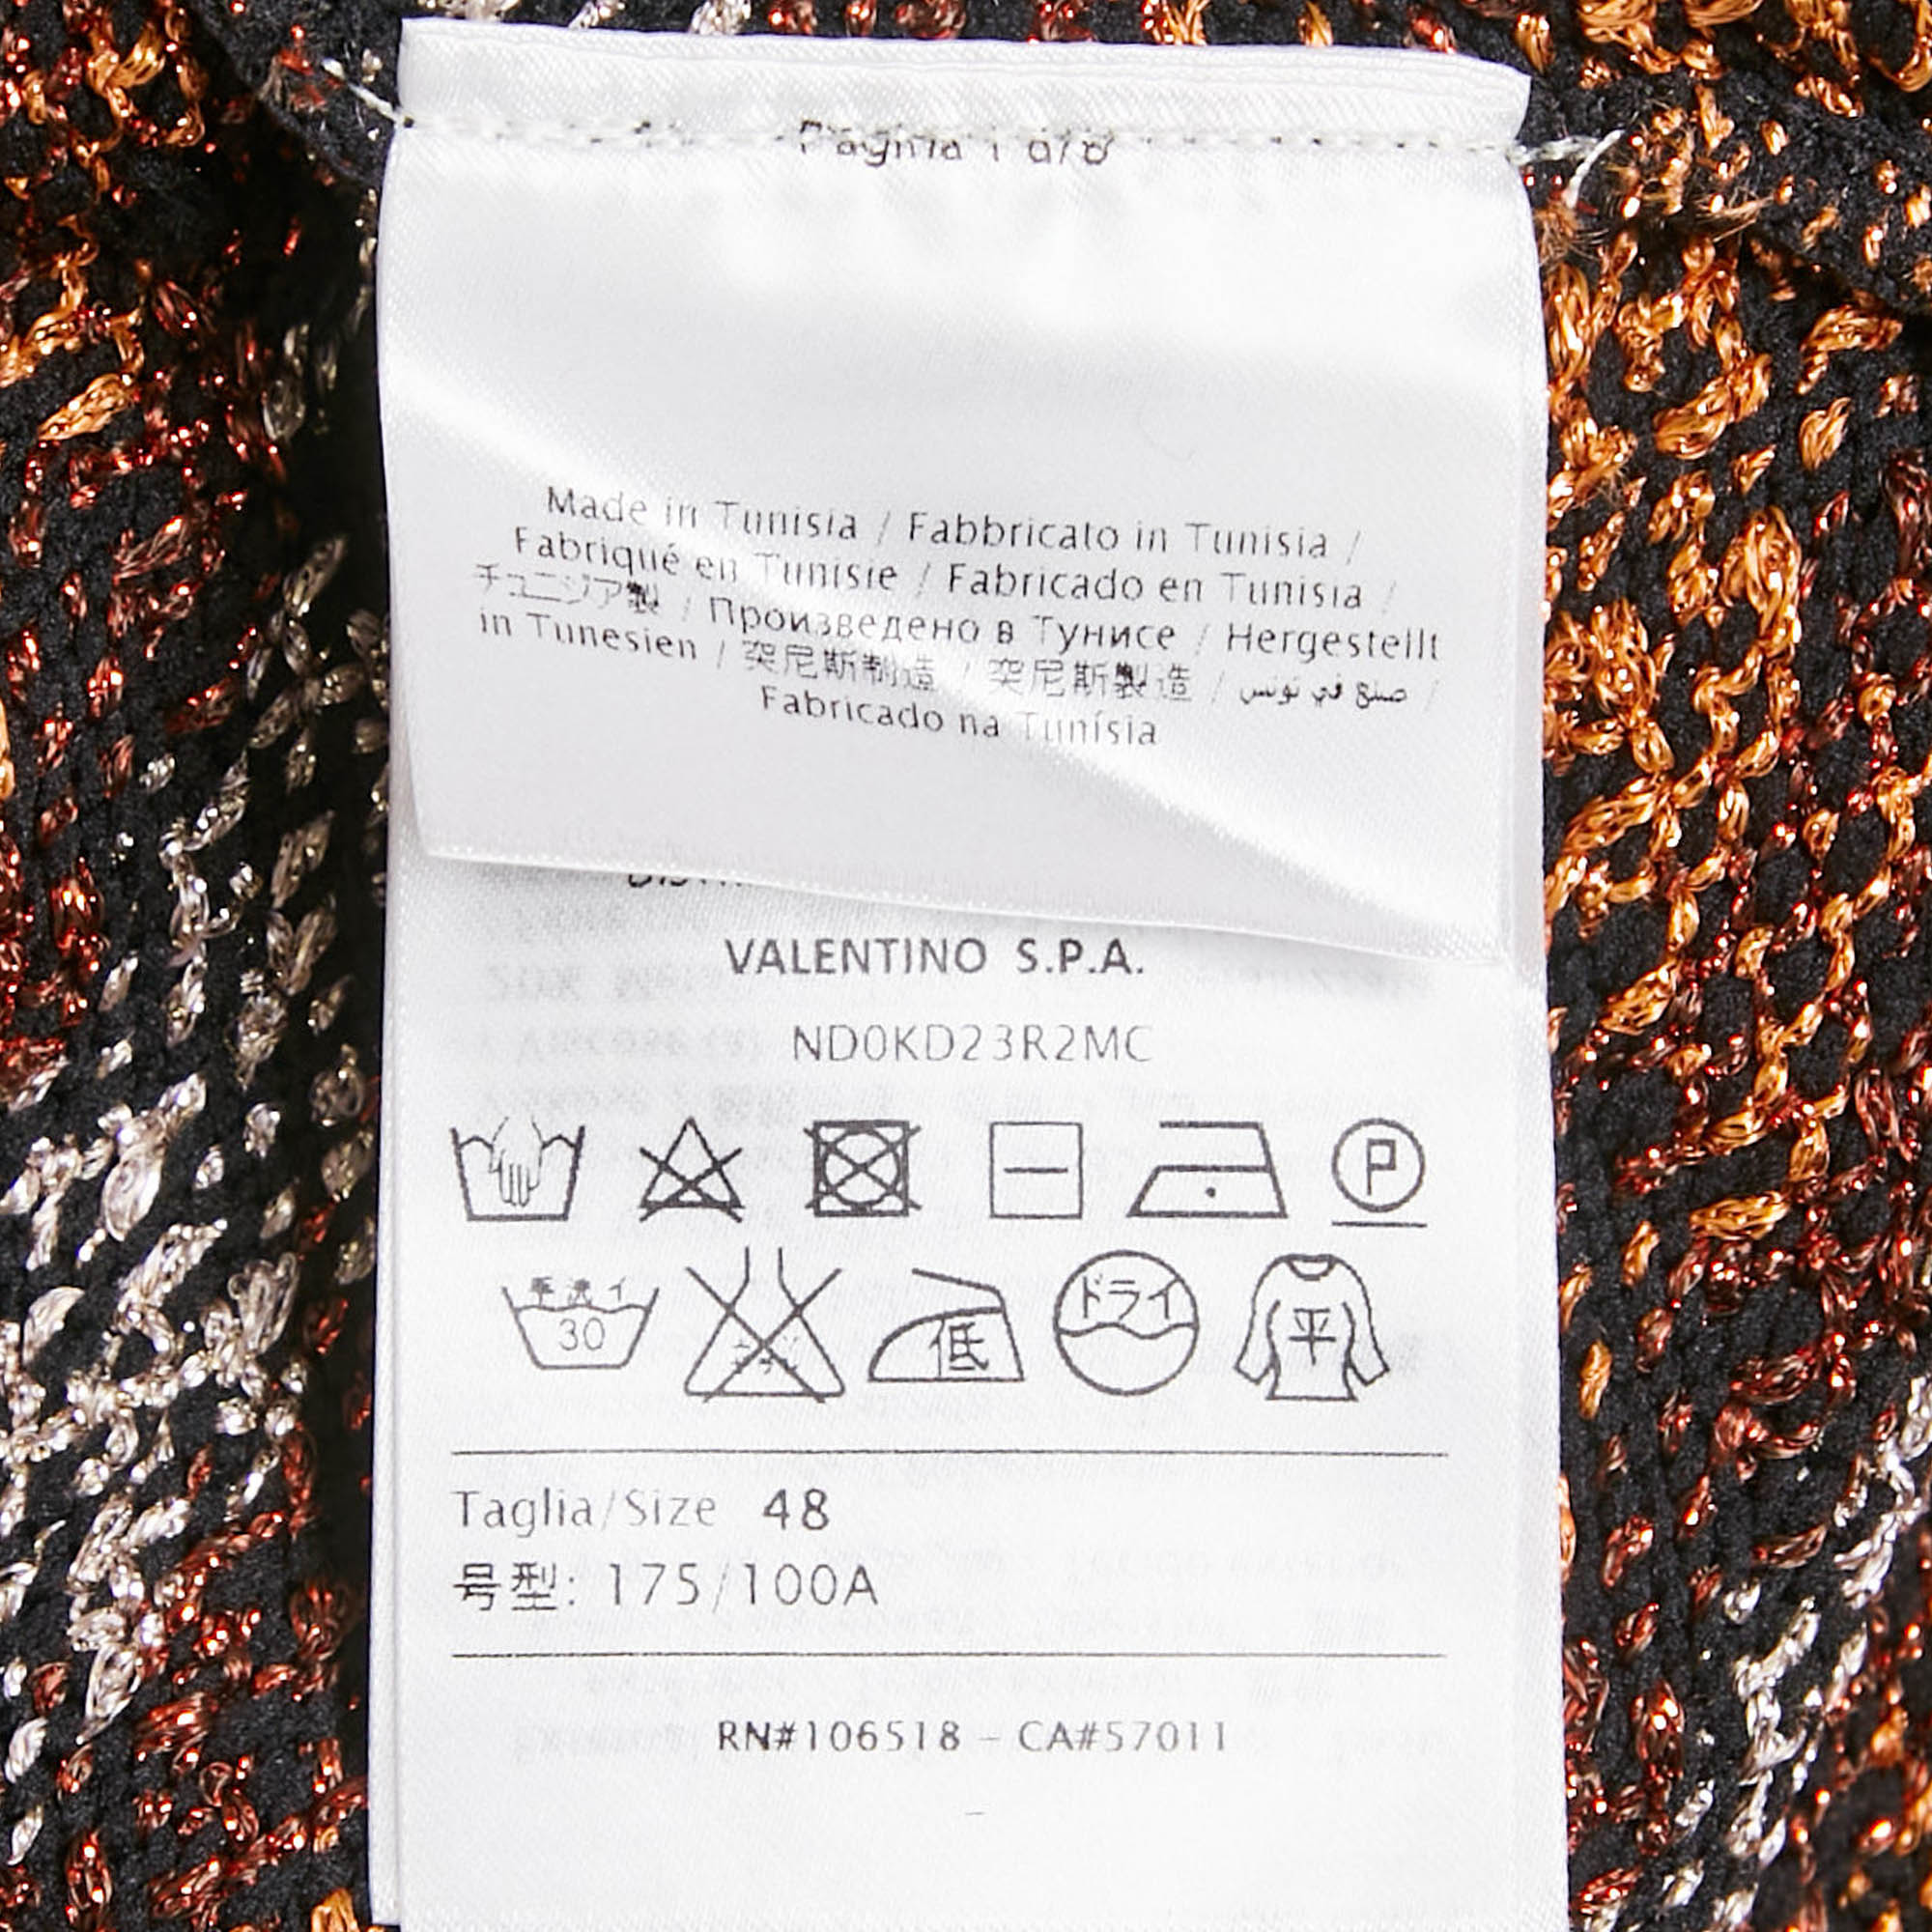 Made in Tunisia / Fabbricato in Tunisia /
Fabriqué en Tunisie / Fabricado en Tunisia /
チュニジア製 / Произведено в Тунисе / Hergestellt
in Tunesien / 突尼斯制造 / 突尼斯製造 / صنع في تونس /
Fabricado na Tunísia
VALENTINO S.P.A.
ND0KD23R2MC
P
手洗イ
30
低
ドライ
平
Taglia/Size 48
号型: 175/100A
RN#106518 – CA#57011